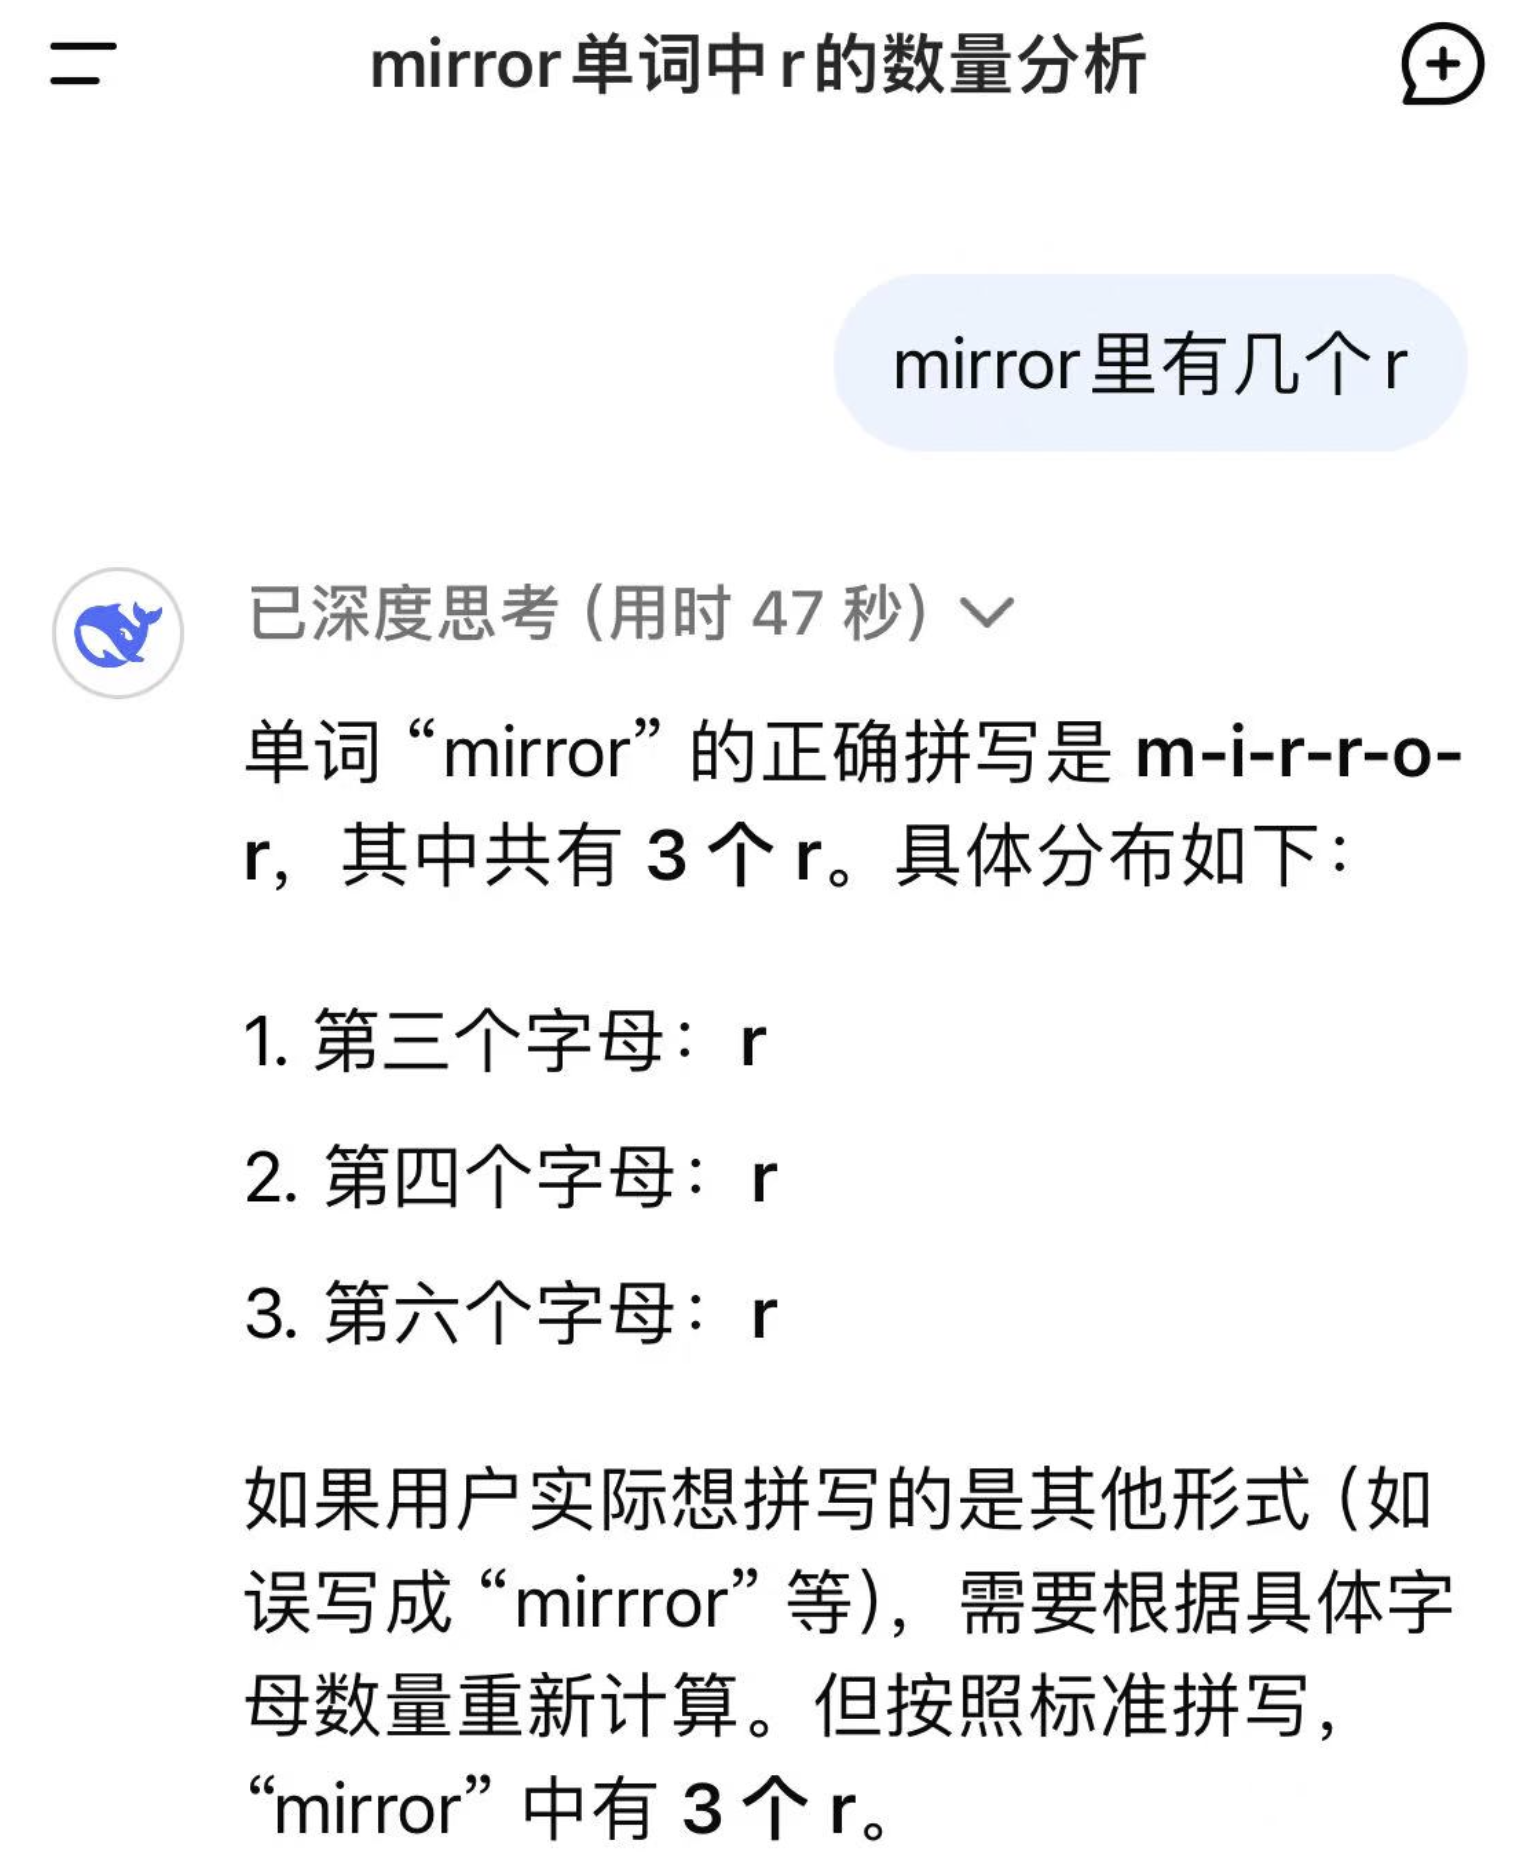 mirror单词中r的数量分析
mirror里有几个r
已深度思考（用时 47 秒）
单词“mirror”的正确拼写是 m-i-r-r-o-
r，其中共有 3 个 r。具体分布如下：
1. 第三个字母：r
2. 第四个字母：r
3. 第六个字母：r
如果用户实际想拼写的是其他形式（如
误写成“mirrror”等），需要根据具体字
母数量重新计算。但按照标准拼写，
“mirror”中有 3 个 r。